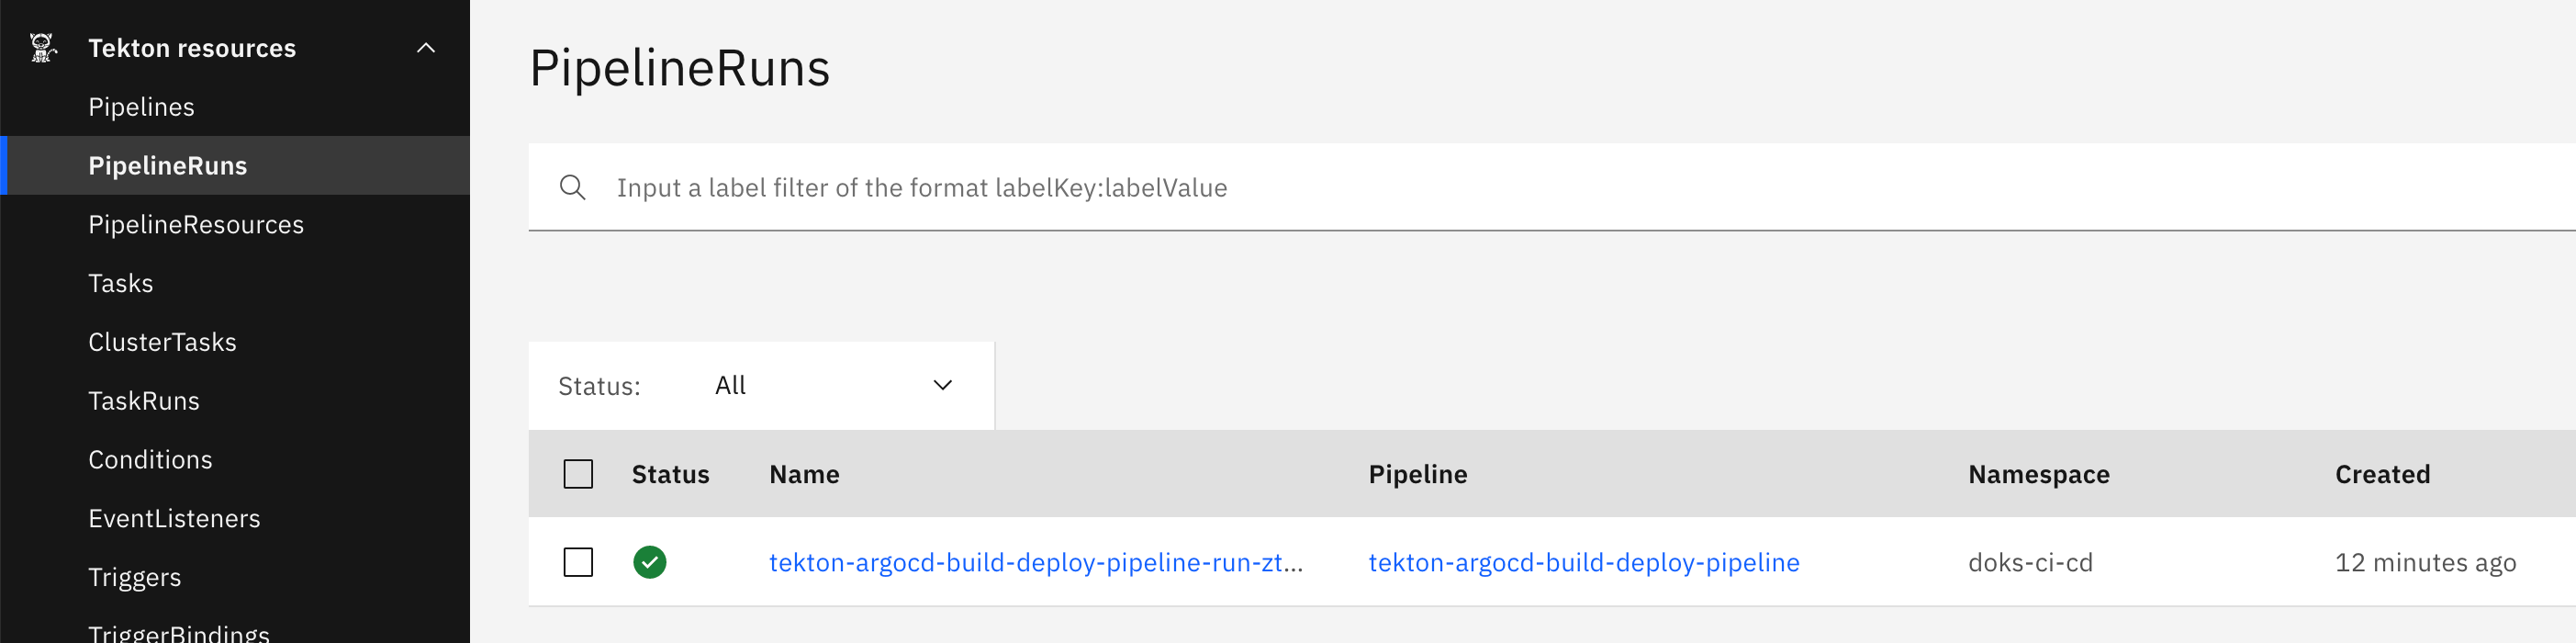 Tekton resources
Pipelines
PipelineRuns
PipelineResources
Tasks
ClusterTasks
TaskRuns
Conditions
EventListeners
Triggers
TriggerBindings
PipelineRuns
Input a label filter of the format labelKey:labelValue
Status: All
Status Name Pipeline Namespace Created
tekton-argocd-build-deploy-pipeline-run-zt... tekton-argocd-build-deploy-pipeline doks-ci-cd 12 minutes ago